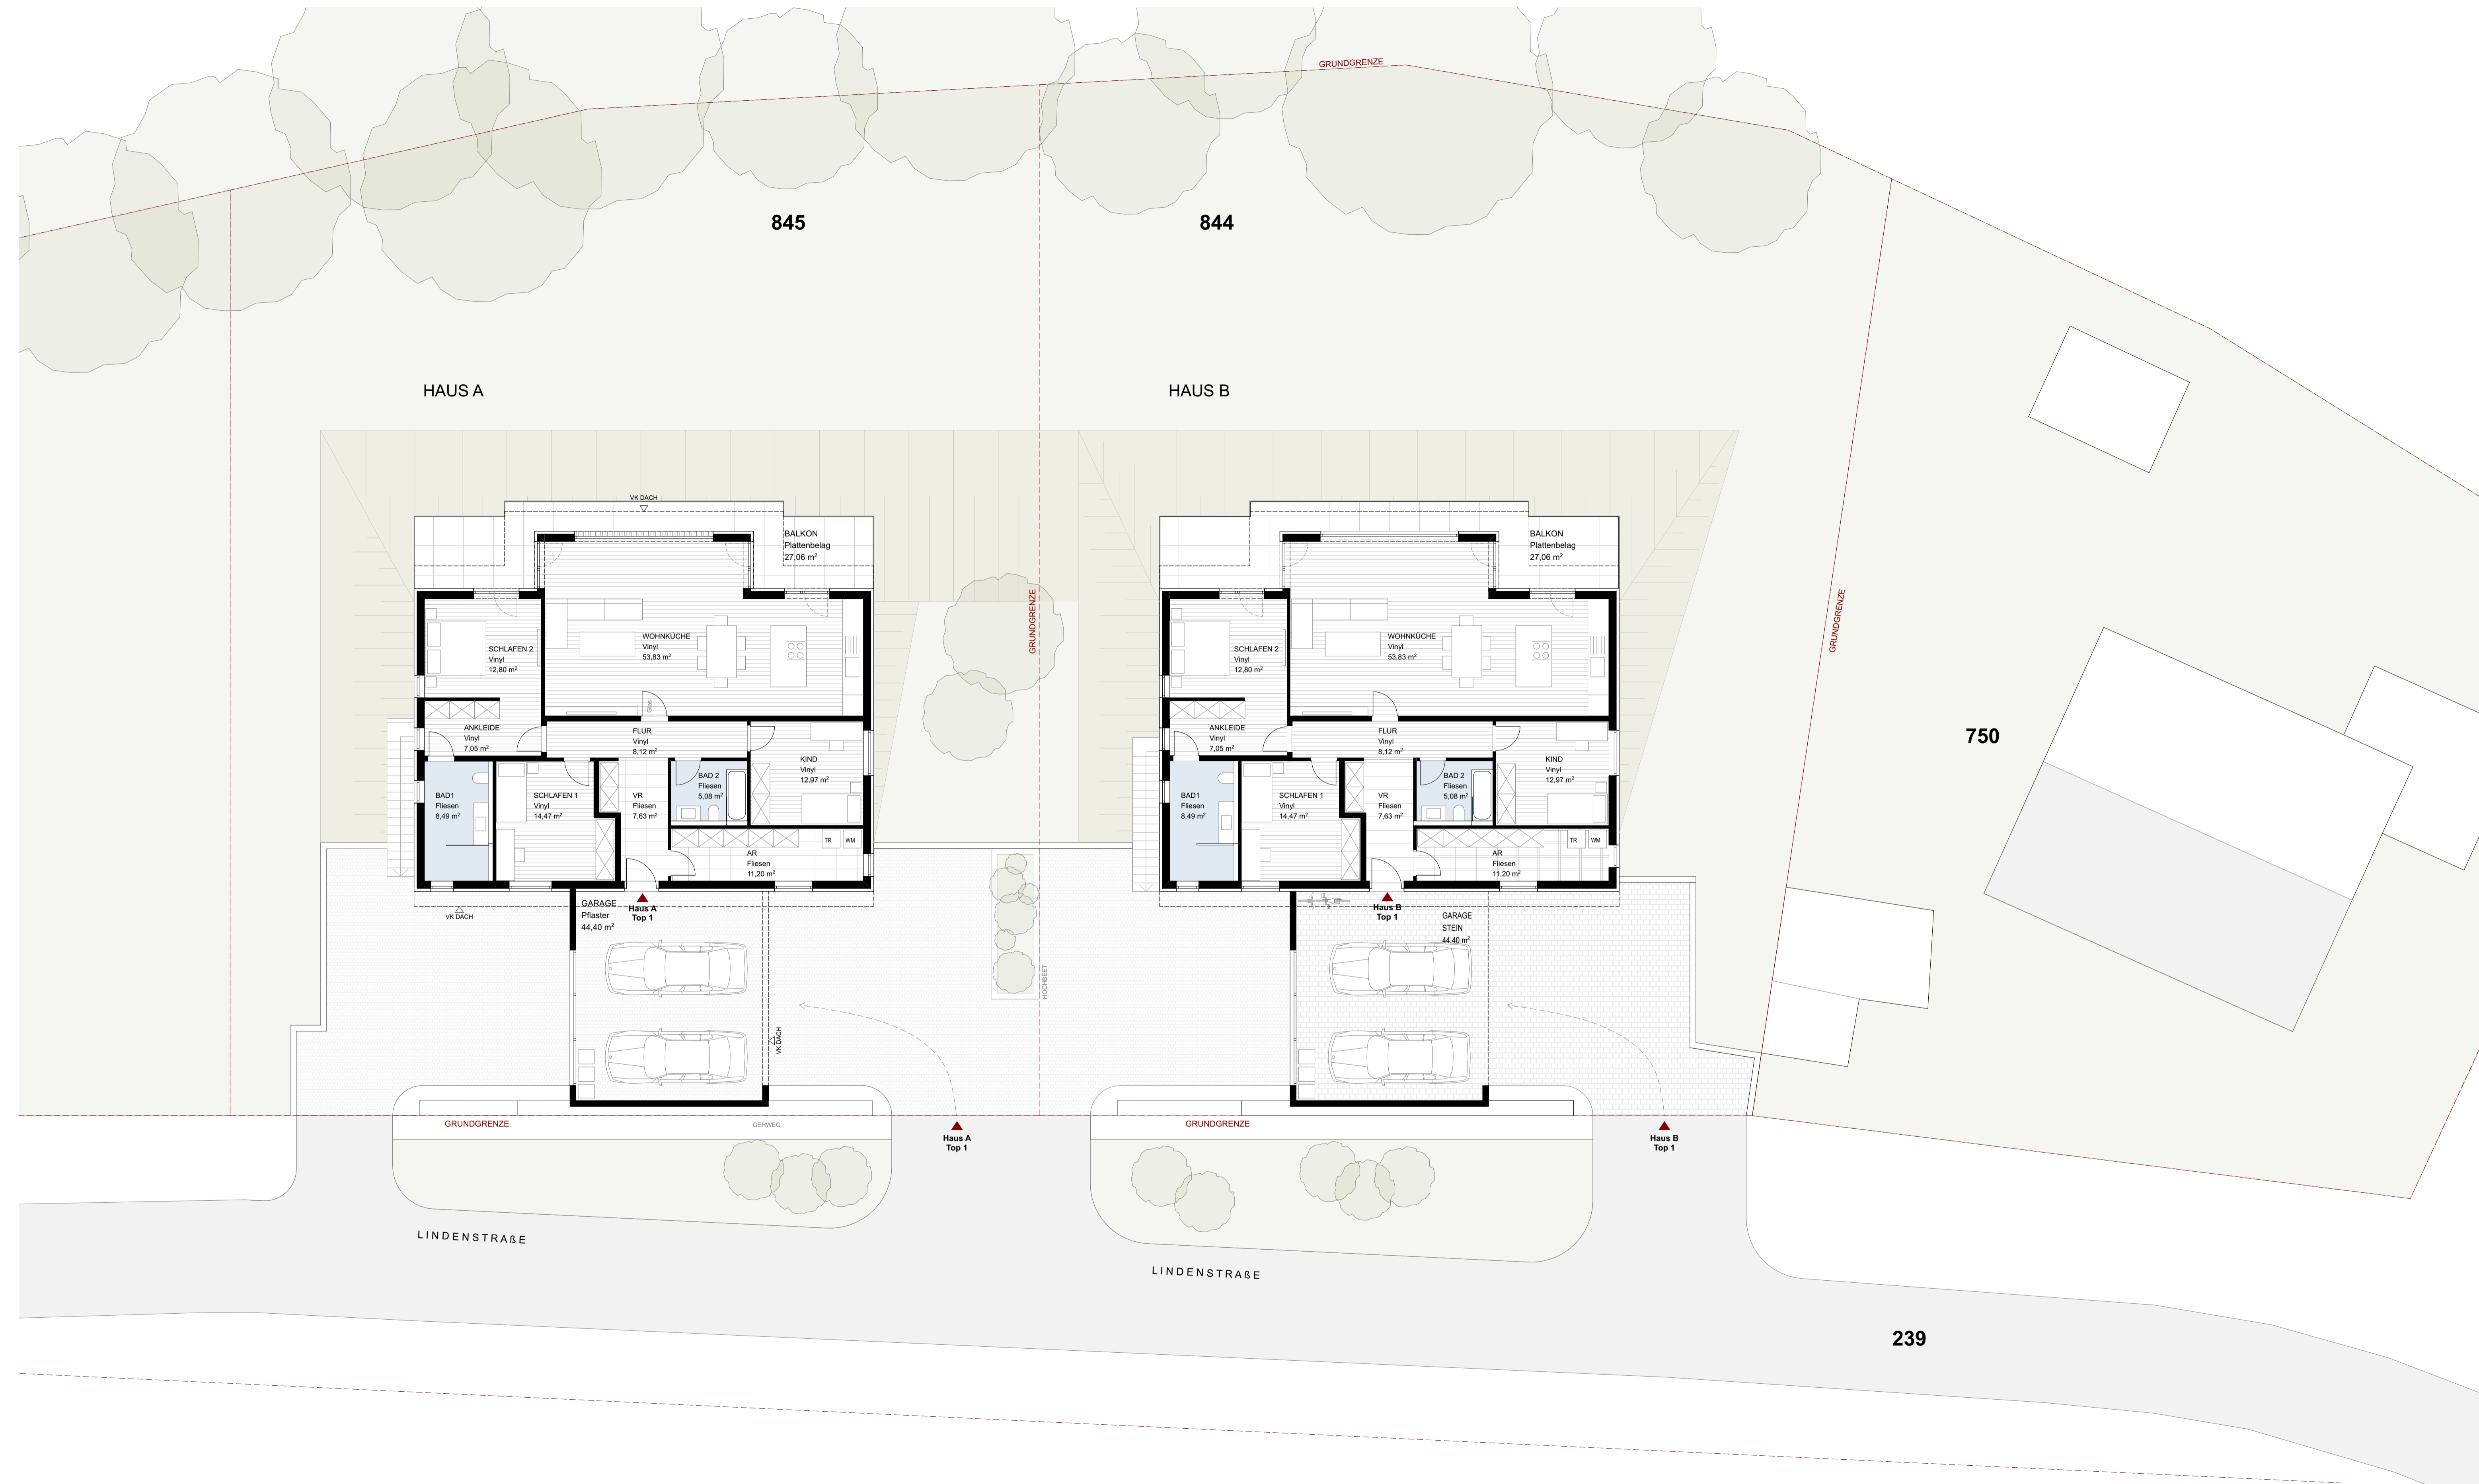 GRUNDGRENZE
845
844
HAUS A
HAUS B
VK DACH
BALKON
Plattenbelag
27,06 m²
WOHNKÜCHE
Vinyl
53,83 m²
SCHLAFEN 2
Vinyl
12,80 m²
Glas
ANKLEIDE
Vinyl
7,05 m²
FLUR
Vinyl
8,12 m²
KIND
Vinyl
12,97 m²
BAD 2
Fliesen
5,08 m²
BAD1
Fliesen
8,49 m²
SCHLAFEN 1
Vinyl
14,47 m²
VR
Fliesen
7,63 m²
TR
WM
AR
Fliesen
11,20 m²
VK DACH
GARAGE
Pflaster
44,40 m²
Haus A
Top 1
VK DACH
GRUNDGRENZE
HOCHBEET
BALKON
Plattenbelag
27,06 m²
WOHNKÜCHE
Vinyl
53,83 m²
SCHLAFEN 2
Vinyl
12,80 m²
ANKLEIDE
Vinyl
7,05 m²
FLUR
Vinyl
8,12 m²
KIND
Vinyl
12,97 m²
BAD 2
Fliesen
5,08 m²
BAD1
Fliesen
8,49 m²
SCHLAFEN 1
Vinyl
14,47 m²
VR
Fliesen
7,63 m²
TR
WM
AR
Fliesen
11,20 m²
Haus B
Top 1
GARAGE
STEIN
44,40 m²
GRUNDGRENZE
750
GRUNDGRENZE
GEHWEG
Haus A
Top 1
GRUNDGRENZE
Haus B
Top 1
LINDENSTRAßE
LINDENSTRAßE
239